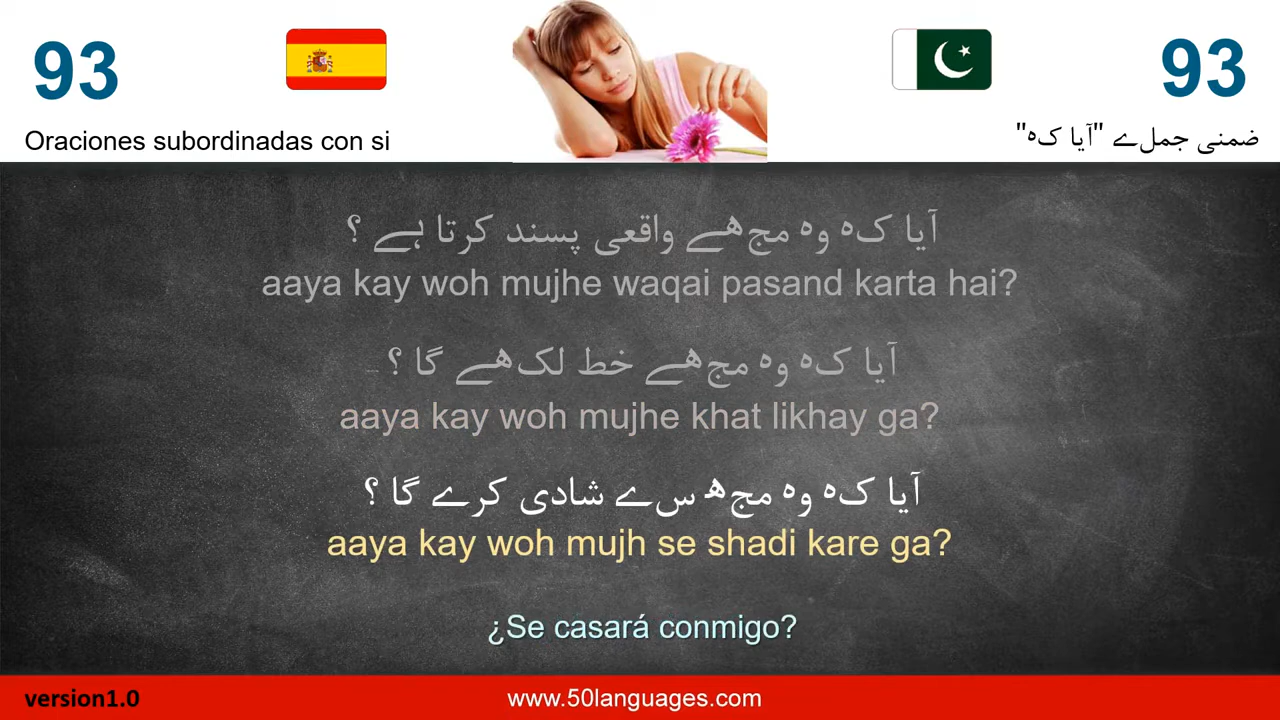 93
93
Oraciones subordinadas con si
ضمنی جملے "آیا کہ"
آیا کہ وہ مجھے واقعی پسند کرتا ہے ؟
aaya kay woh mujhe waqai pasand karta hai?
آیا کہ وہ مجھے خط لکھے گا ؟
aaya kay woh mujhe khat likhay ga?
آیا کہ وہ مجھ سے شادی کرے گا ؟
aaya kay woh mujh se shadi kare ga?
¿Se casará conmigo?
version1.0
www.50languages.com